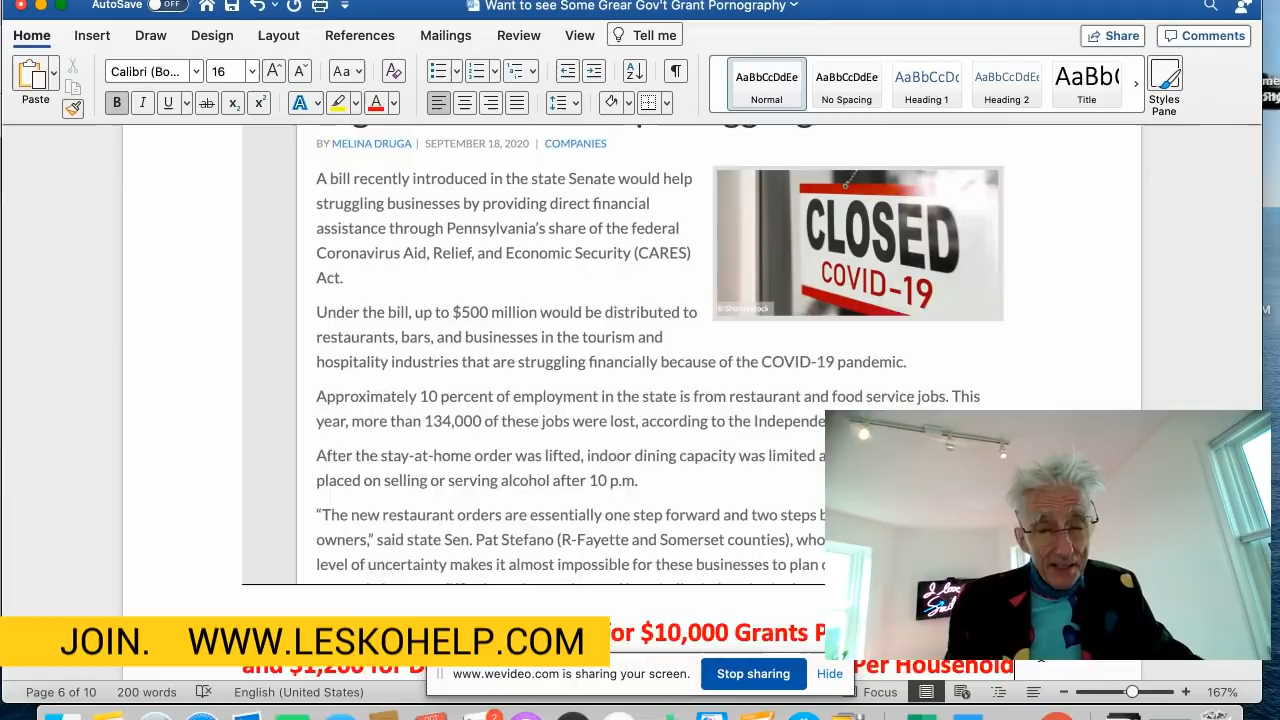 AutoSave OFF
Want to see Some Grear Gov't Grant Pornography
Home Insert Draw Design Layout References Mailings Review View Tell me Share Comments
Paste
Calibri (Bo... 16
AaBbCcDdEe Normal
AaBbCcDdEe No Spacing
AaBbCcDc Heading 1
AaBbCcDdEe Heading 2
AaBbC Title
Styles Pane
BY MELINA DRUGA | SEPTEMBER 18, 2020 | COMPANIES
A bill recently introduced in the state Senate would help
struggling businesses by providing direct financial
assistance through Pennsylvania's share of the federal
Coronavirus Aid, Relief, and Economic Security (CARES)
Act.
CLOSED
COVID-19
© Shutterstock
Under the bill, up to $500 million would be distributed to
restaurants, bars, and businesses in the tourism and
hospitality industries that are struggling financially because of the COVID-19 pandemic.
Approximately 10 percent of employment in the state is from restaurant and food service jobs. This
year, more than 134,000 of these jobs were lost, according to the Independe
After the stay-at-home order was lifted, indoor dining capacity was limited a
placed on selling or serving alcohol after 10 p.m.
“The new restaurant orders are essentially one step forward and two steps b
owners,” said state Sen. Pat Stefano (R-Fayette and Somerset counties), who
level of uncertainty makes it almost impossible for these businesses to plan o
or $10,000 Grants P
and $1,200 for D
Per Household
JOIN. WWW.LESKOHELP.COM
I love
www.wevideo.com is sharing your screen. Stop sharing Hide
Page 6 of 10 200 words English (United States) Focus 167%